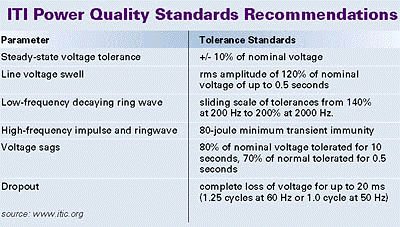 ITI Power Quality Standards Recommendations
Parameter Tolerance Standards
Steady-state voltage tolerance +/- 10% of nominal voltage
Line voltage swell rms amplitude of 120% of nominal
voltage of up to 0.5 seconds
Low-frequency decaying ring wave sliding scale of tolerances from 140%
at 200 Hz to 200% at 2000 Hz.
High-frequency impulse and ringwave 80-joule minimum transient immunity
Voltage sags 80% of nominal voltage tolerated for 10
seconds, 70% of normal tolerated for 0.5
seconds
Dropout complete loss of voltage for up to 20 ms
(1.25 cycles at 60 Hz or 1.0 cycle at 50 Hz)
source: www.itic.org